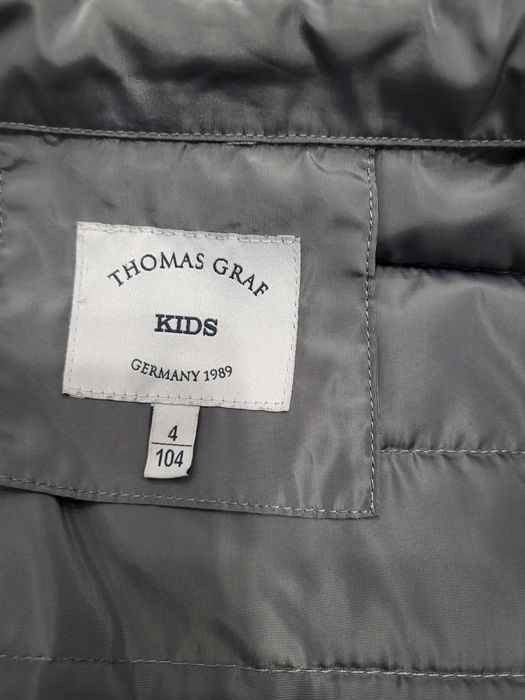 THOMAS GRAF
KIDS
GERMANY 1989
4
104